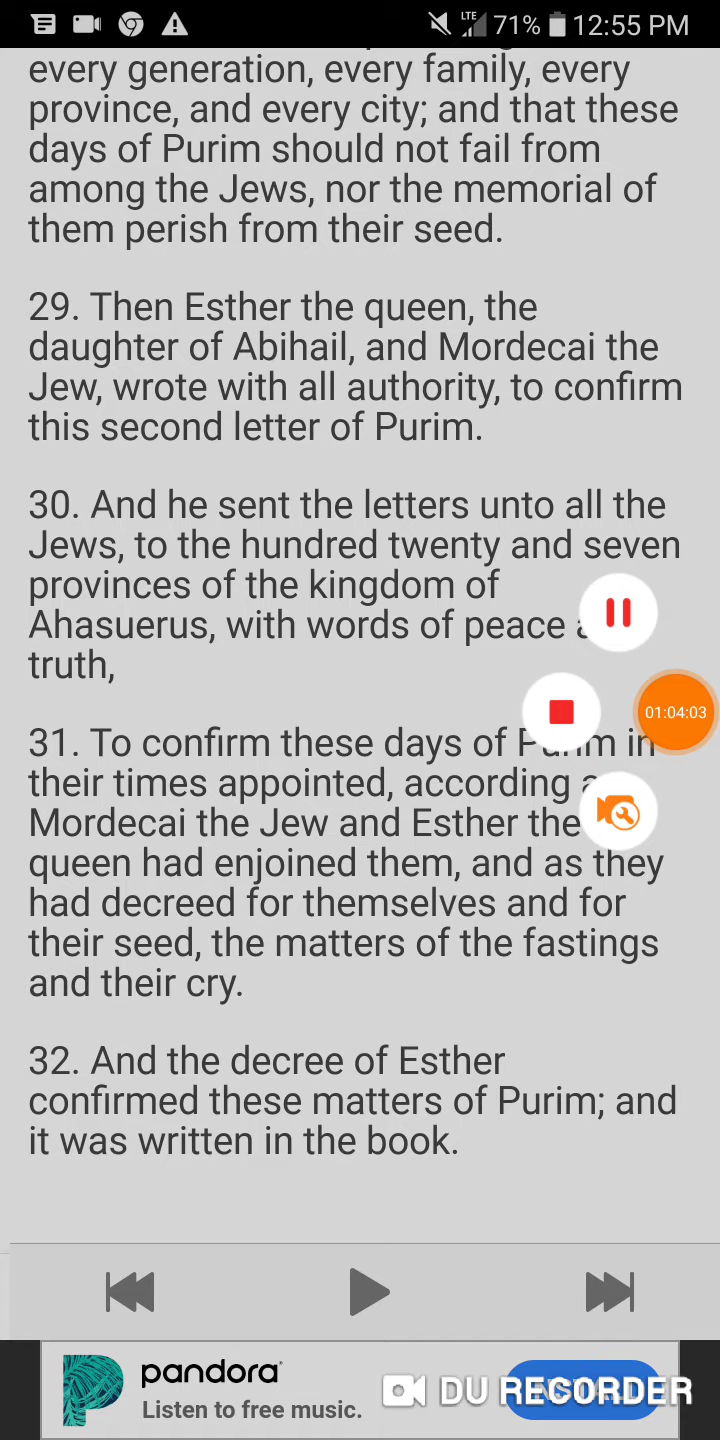 LTE 71% 12:55 PM
every generation, every family, every
province, and every city; and that these
days of Purim should not fail from
among the Jews, nor the memorial of
them perish from their seed.
29. Then Esther the queen, the
daughter of Abihail, and Mordecai the
Jew, wrote with all authority, to confirm
this second letter of Purim.
30. And he sent the letters unto all the
Jews, to the hundred twenty and seven
provinces of the kingdom of
Ahasuerus, with words of peace
truth,
01:04:03
31. To confirm these days of Purim in
their times appointed, according
Mordecai the Jew and Esther the
queen had enjoined them, and as they
had decreed for themselves and for
their seed, the matters of the fastings
and their cry.
32. And the decree of Esther
confirmed these matters of Purim; and
it was written in the book.
pandora
Listen to free music.
DU RECORDER